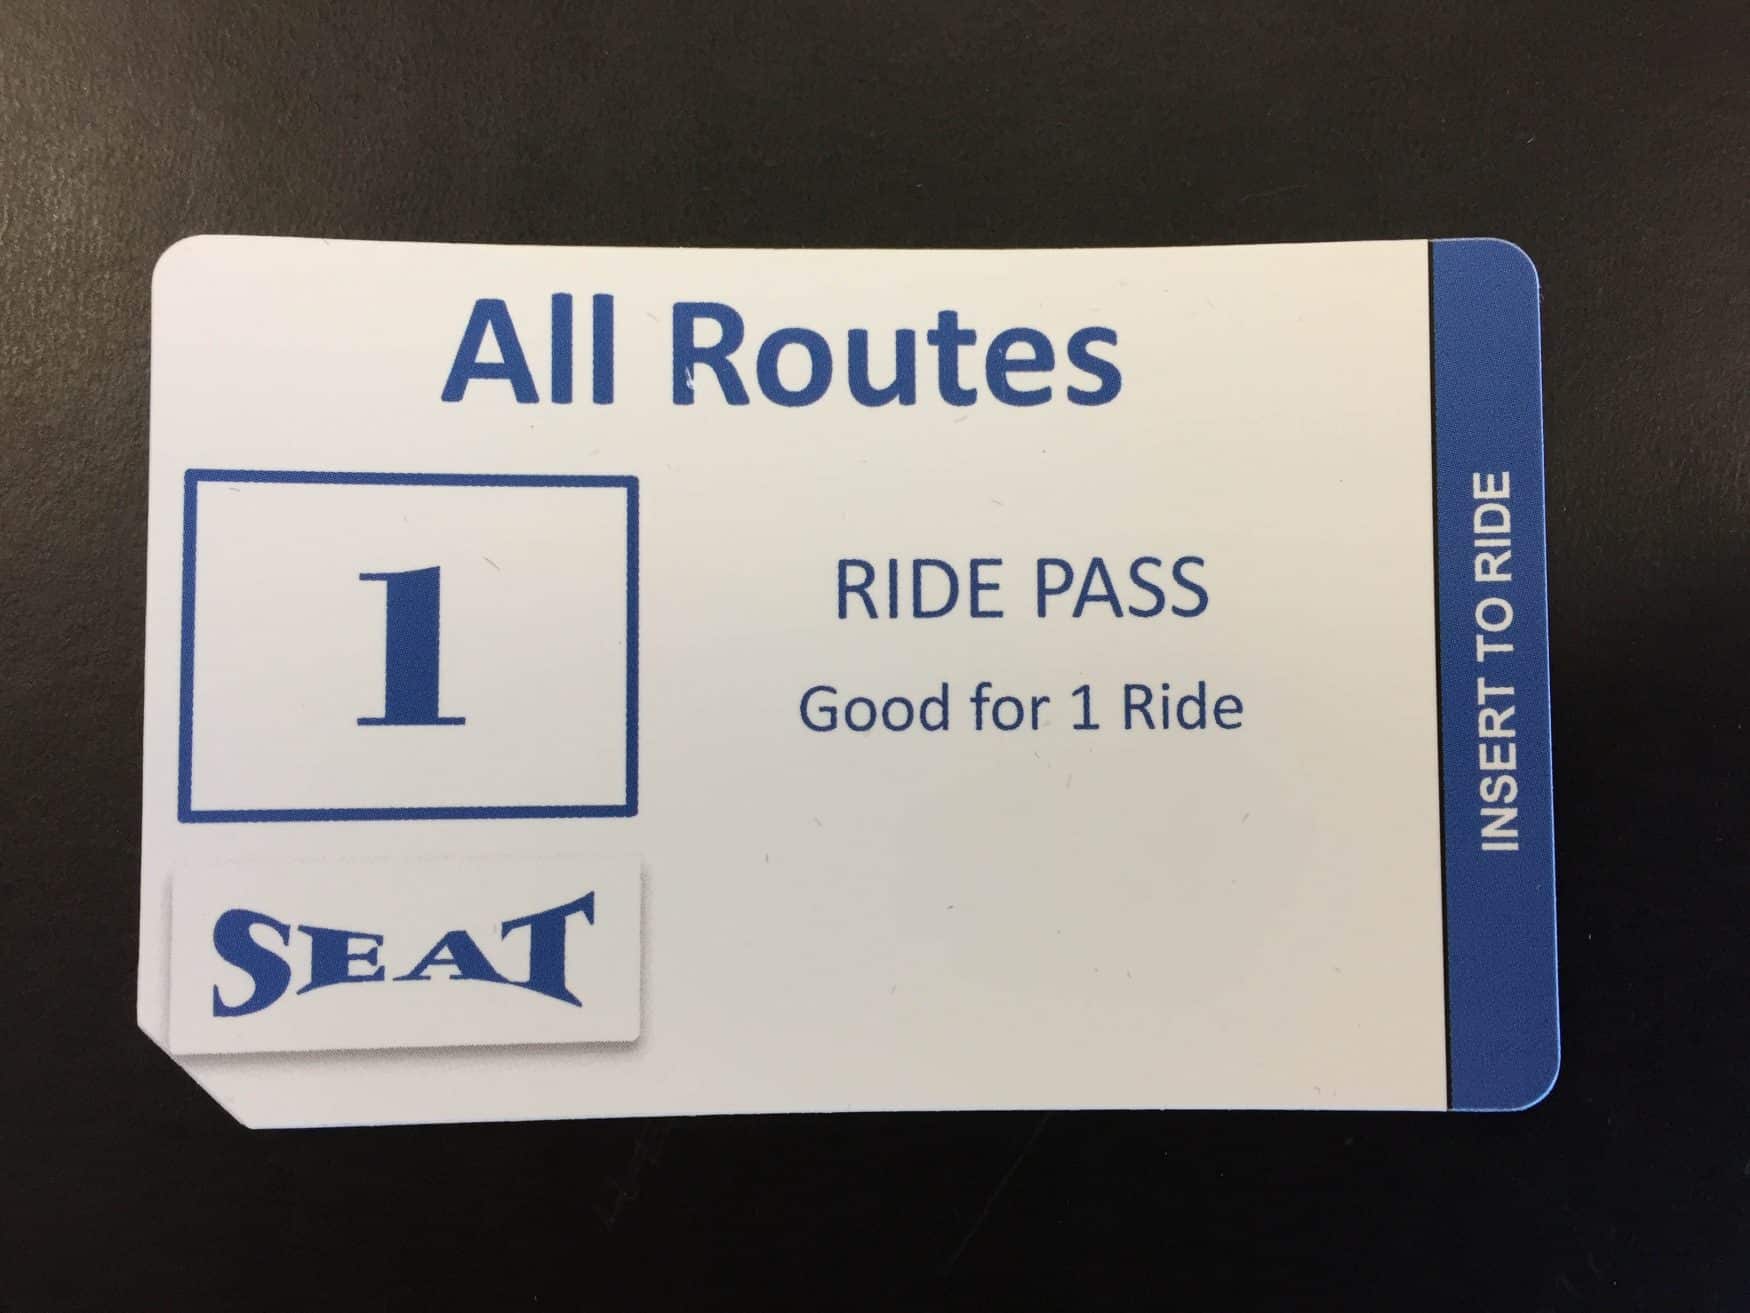 All Routes
1
RIDE PASS
Good for 1 Ride
SEAT
INSERT TO RIDE